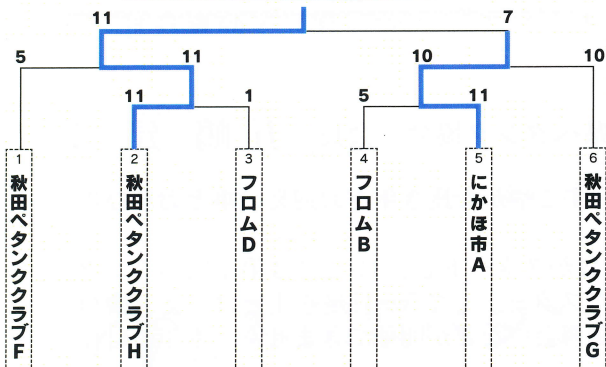 11 7
5 11 10 10
11 1 5 11
1 秋田ペタンククラブF
2 秋田ペタンククラブH
3 フロムD
4 フロムB
5 にかほ市A
6 秋田ペタンククラブG